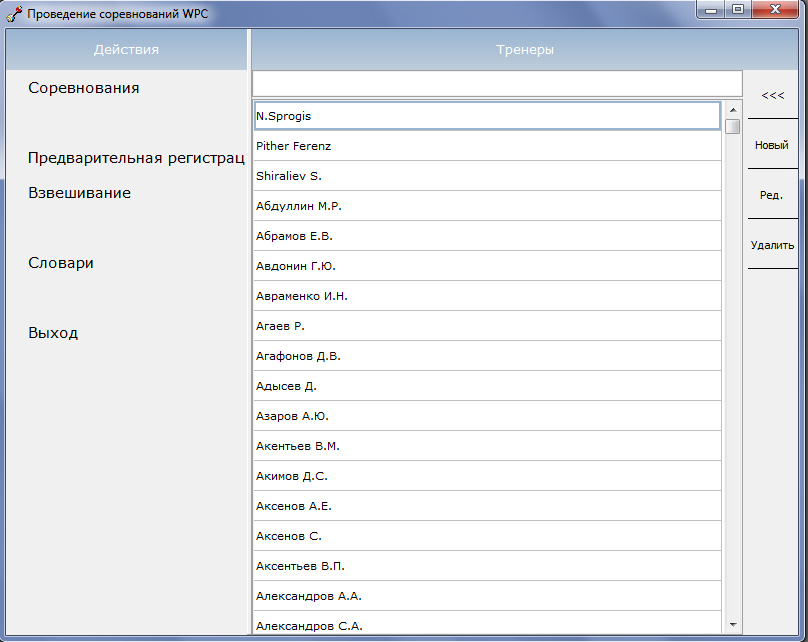 Проведение соревнований WPC
Действия
Соревнования
Предварительная регистрац
Взвешивание
Словари
Выход
Тренеры
N.Sprogis
Pither Ferenz
Shiraliev S.
Абдуллин М.Р.
Абрамов Е.В.
Авдонин Г.Ю.
Авраменко И.Н.
Агаев Р.
Агафонов Д.В.
Адысев Д.
Азаров А.Ю.
Акентьев В.М.
Акимов Д.С.
Аксенов А.Е.
Аксенов С.
Аксентьев В.П.
Александров А.А.
Александров С.А.
<<<
Новый
Ред.
Удалить